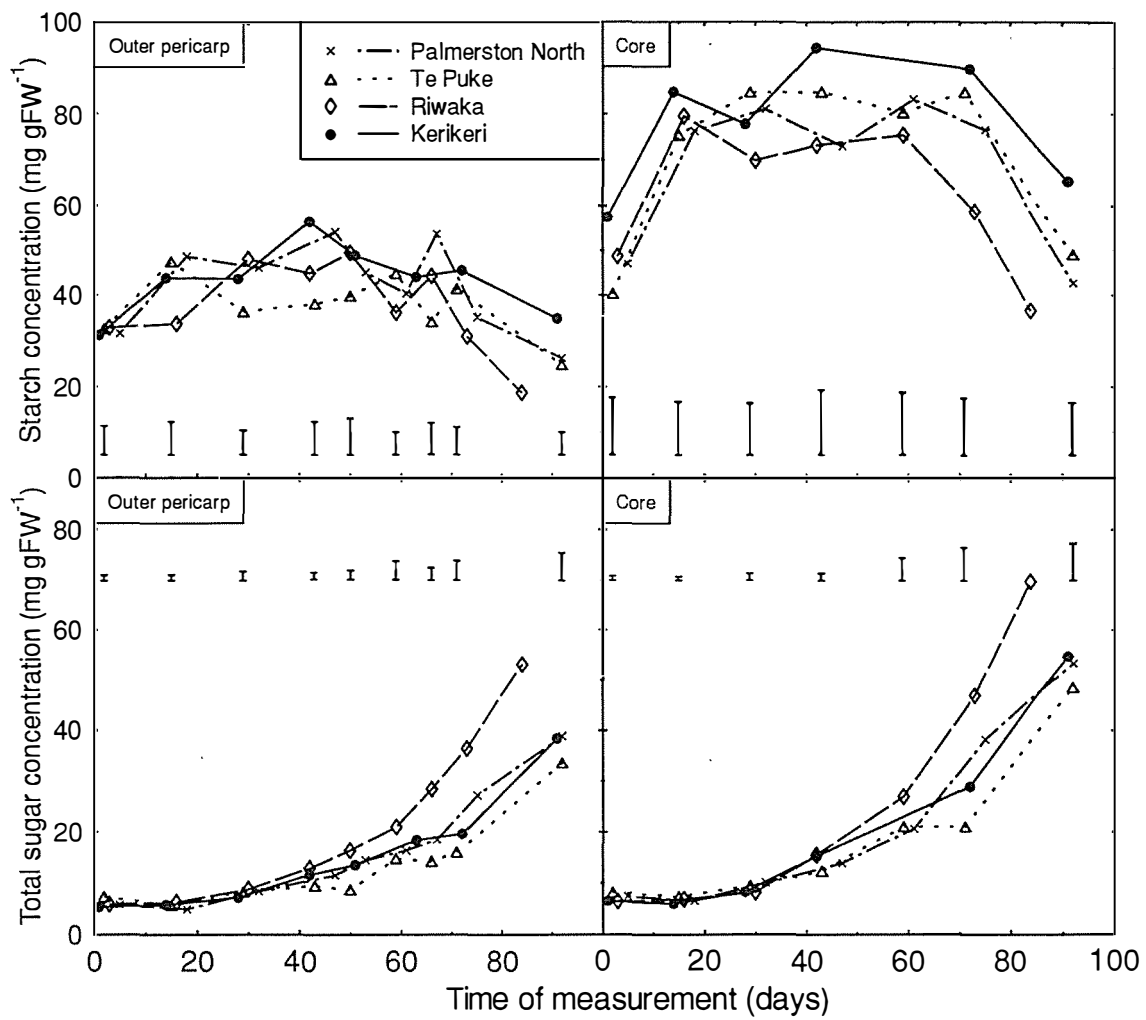 Outer pericarp
Core
Palmerston North
Te Puke
Riwaka
Kerikeri
Starch concentration (mg gFW⁻¹)
100
80
60
40
20
0
Outer pericarp
Core
Total sugar concentration (mg gFW⁻¹)
80
60
40
20
0
0 20 40 60 80 0 20 40 60 80 100
Time of measurement (days)